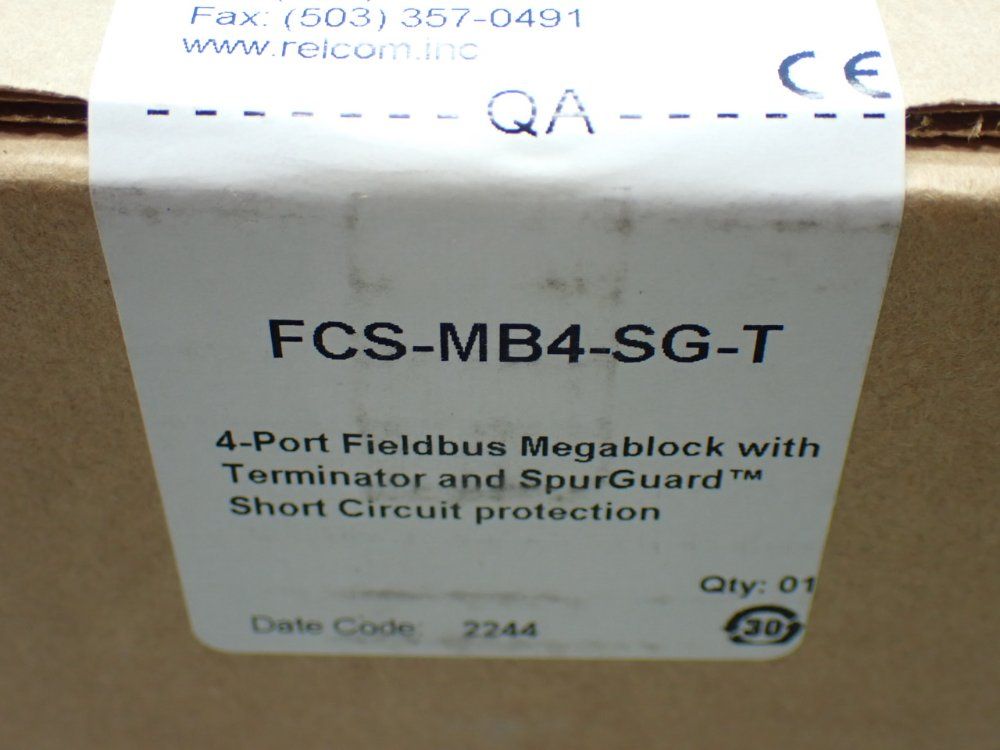 Fax: (503) 357-0491
www.relcom.inc
CE
- - - - - - - QA - - - - - - -
FCS-MB4-SG-T
4-Port Fieldbus Megablock with
Terminator and SpurGuard™
Short Circuit protection
Qty: 01
Date Code: 2244
30